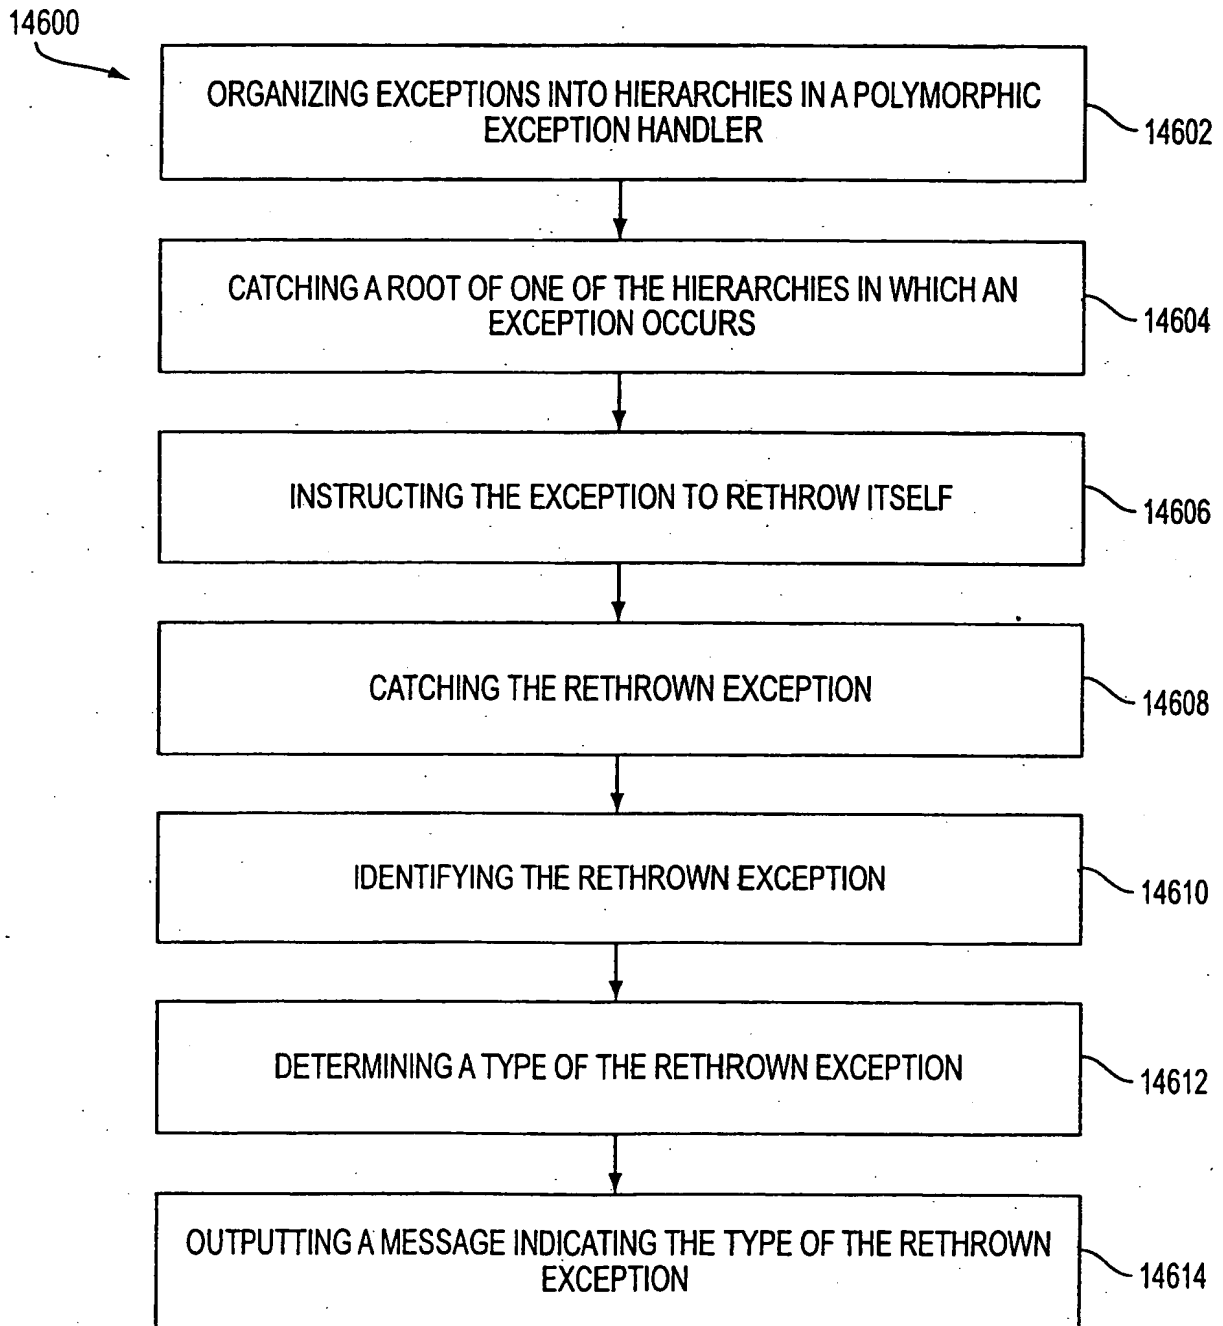 14600
ORGANIZING EXCEPTIONS INTO HIERARCHIES IN A POLYMORPHIC
EXCEPTION HANDLER
14602
CATCHING A ROOT OF ONE OF THE HIERARCHIES IN WHICH AN
EXCEPTION OCCURS
14604
INSTRUCTING THE EXCEPTION TO RETHROW ITSELF
14606
CATCHING THE RETHROWN EXCEPTION
14608
IDENTIFYING THE RETHROWN EXCEPTION
14610
DETERMINING A TYPE OF THE RETHROWN EXCEPTION
14612
OUTPUTTING A MESSAGE INDICATING THE TYPE OF THE RETHROWN
EXCEPTION
14614